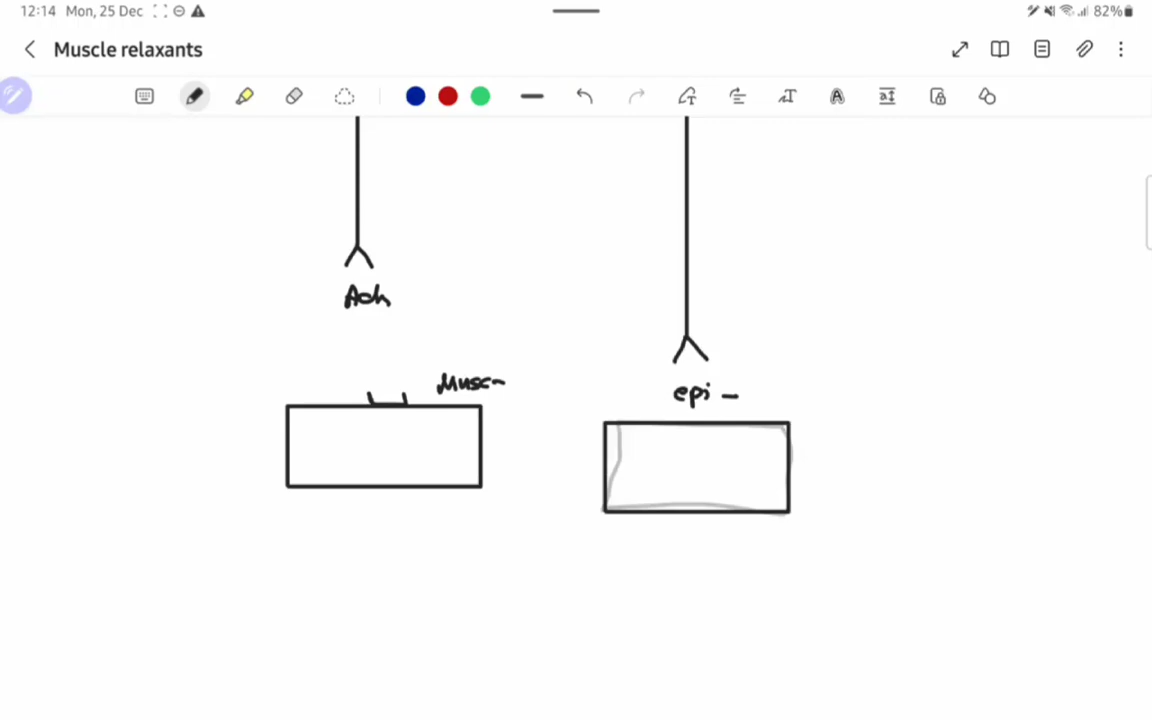 12:14 Mon, 25 Dec 82%
Muscle relaxants
Ach
Musc-
epi -